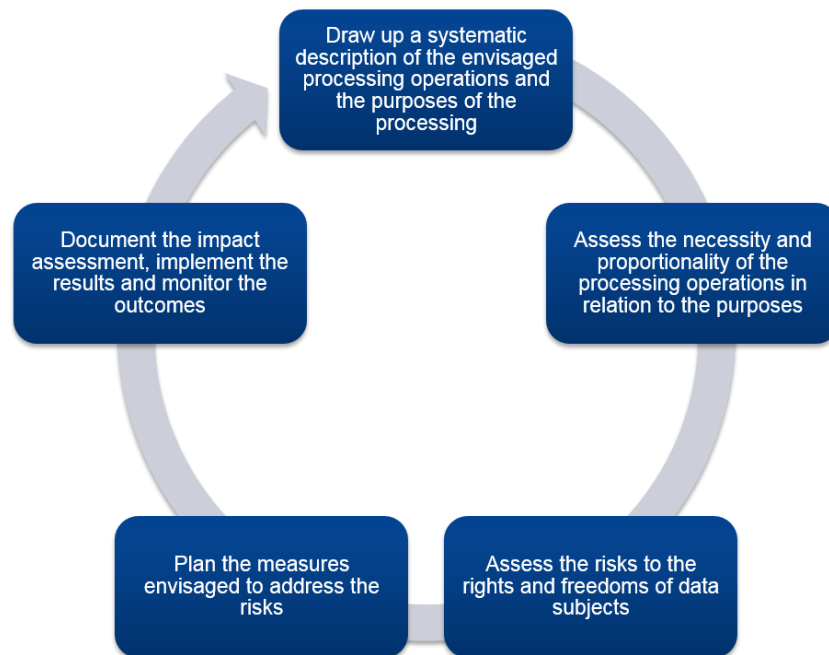 Draw up a systematic
description of the envisaged
processing operations and
the purposes of the
processing
Assess the necessity and
proportionality of the
processing operations in
relation to the purposes
Assess the risks to the
rights and freedoms of data
subjects
Plan the measures
envisaged to address the
risks
Document the impact
assessment, implement the
results and monitor the
outcomes